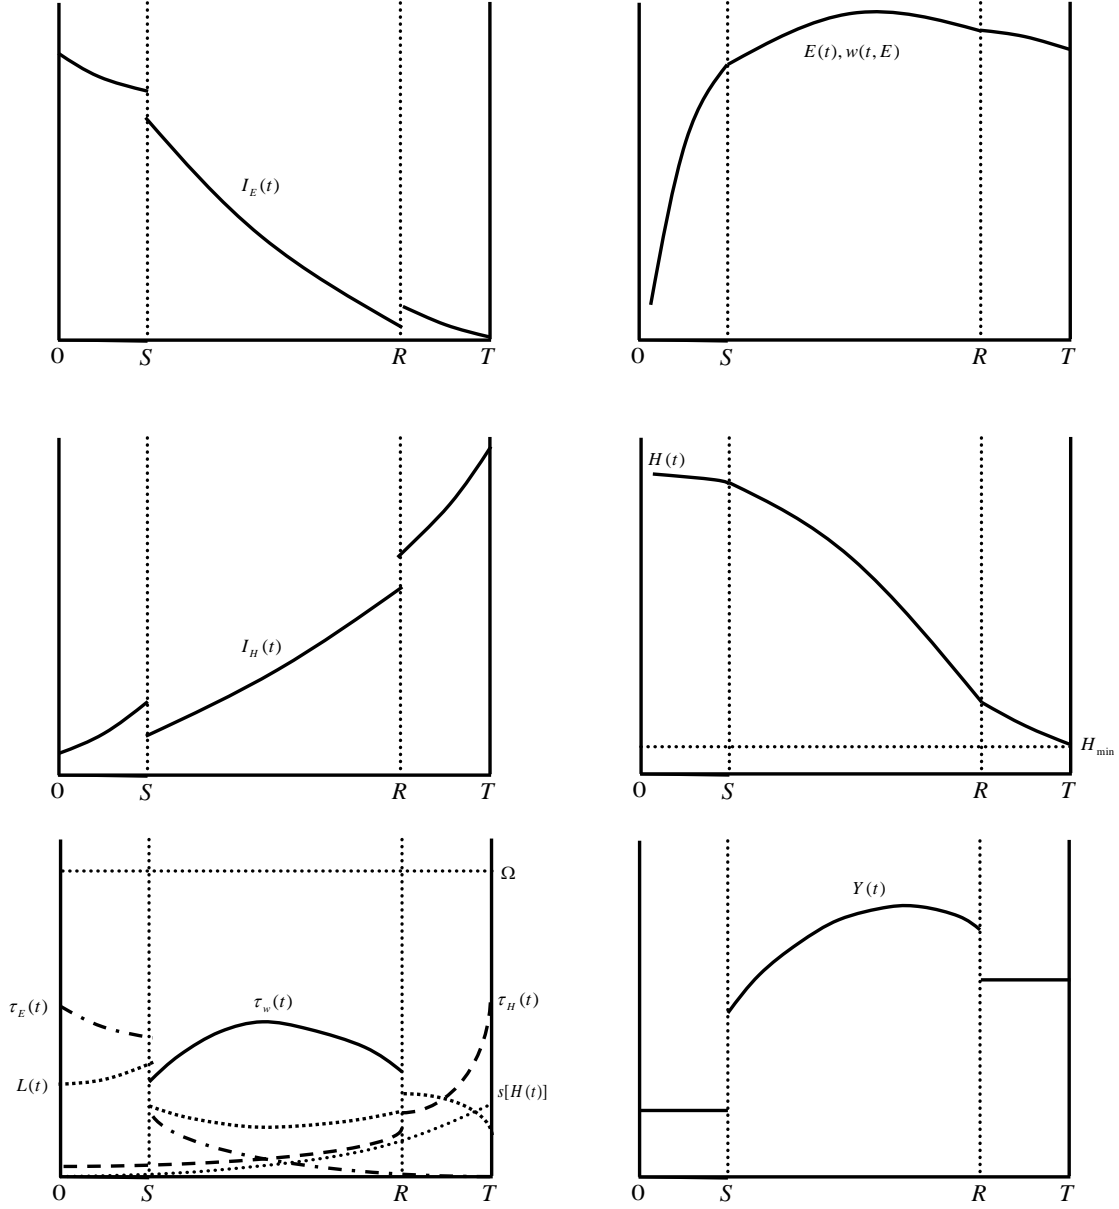 I_E(t)
0 S R T
E(t), w(t, E)
0 S R T
I_H(t)
0 S R T
H(t)
H_min
0 S R T
Ω
τ_E(t)
τ_w(t)
τ_H(t)
L(t)
s[H(t)]
0 S R T
Y(t)
0 S R T